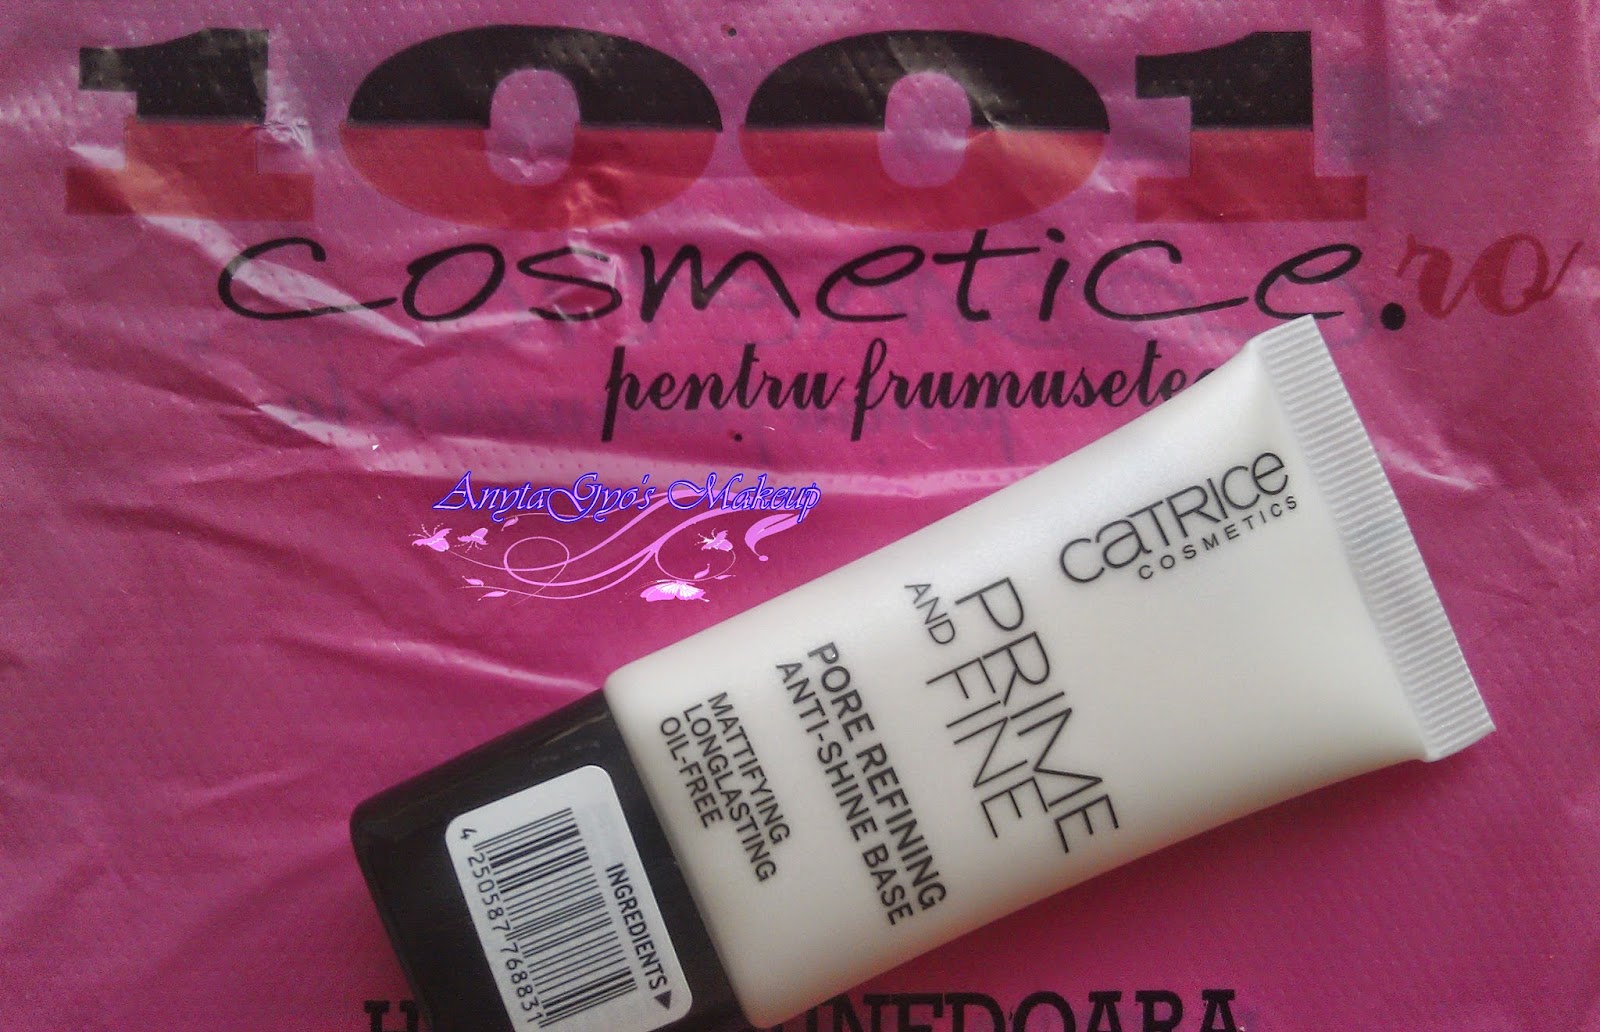 1001
cosmetice.ro
pentru frumusetea
AnytaGyo's Makeup
CATRICE
COSMETICS
PRIME
AND FINE
PORE REFINING
ANTI-SHINE BASE
MATTIFYING
LONGLASTING
OIL-FREE
INGREDIENTS
4 250587 768831